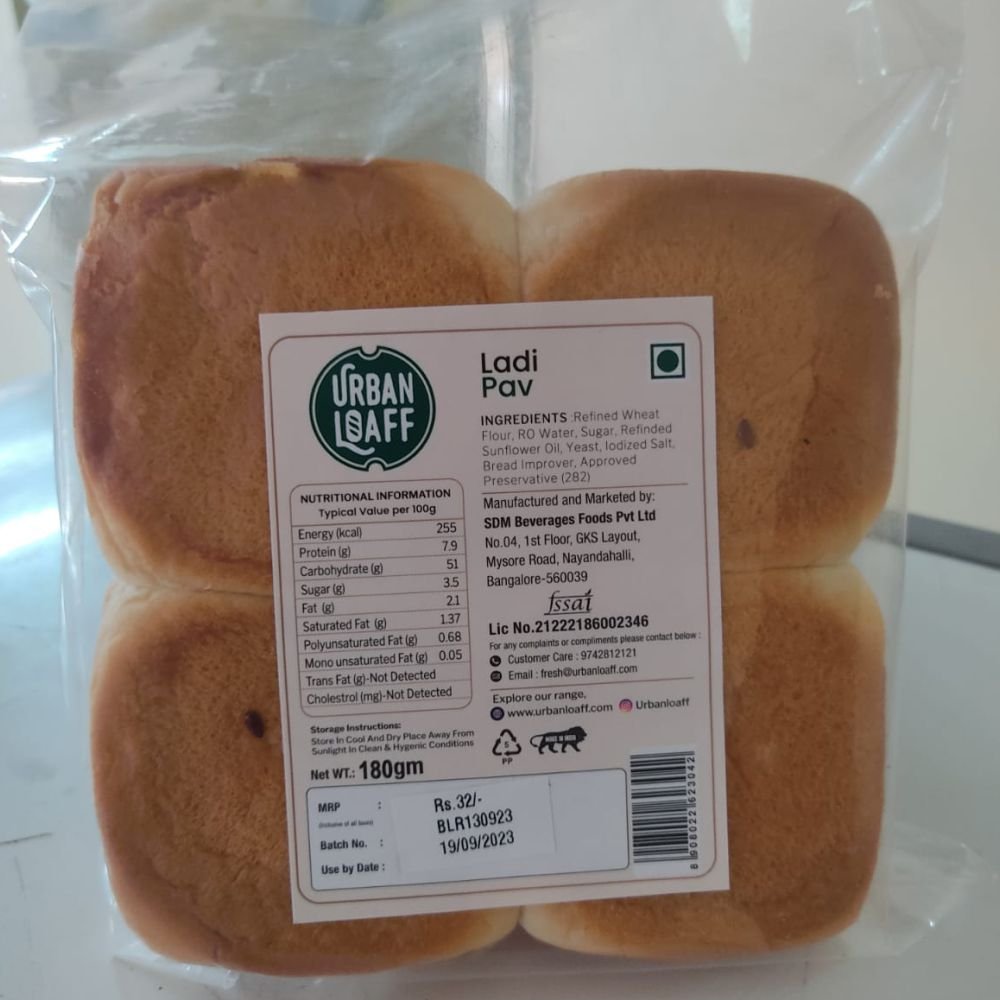 URBAN
LOAFF
Ladi
Pav
INGREDIENTS :Refined Wheat
Flour, RO Water, Sugar, Refinded
Sunflower Oil, Yeast, Iodized Salt,
Bread Improver, Approved
Preservative (282)
NUTRITIONAL INFORMATION
Typical Value per 100g
Energy (kcal) 255
Protein (g) 7.9
Carbohydrate (g) 51
Sugar (g) 3.5
Fat (g) 2.1
Saturated Fat (g) 1.37
Polyunsaturated Fat (g) 0.68
Mono unsaturated Fat (g) 0.05
Trans Fat (g)-Not Detected
Cholestrol (mg)-Not Detected
Manufactured and Marketed by:
SDM Beverages Foods Pvt Ltd
No.04, 1st Floor, GKS Layout,
Mysore Road, Nayandahalli,
Bangalore-560039
fssai
Lic No.21222186002346
For any complaints or compliments please contact below :
Customer Care : 9742812121
Email : fresh@urbanloaff.com
Explore our range,
www.urbanloaff.com Urbanloaff
5
PP
MAKE IN INDIA
Storage Instructions:
Store In Cool And Dry Place Away From
Sunlight In Clean & Hygenic Conditions
Net WT.: 180gm
MRP : Rs.32/-
(Inclusive of all taxes)
Batch No. : BLR130923
Use by Date : 19/09/2023
8 908022 623042